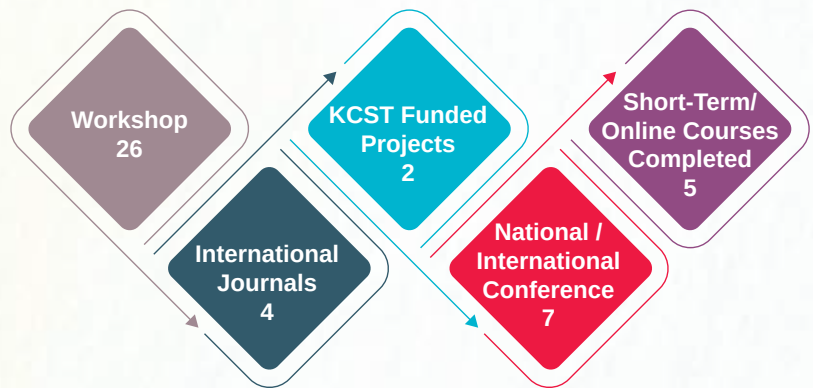 Workshop
26
International
Journals
4
KCST Funded
Projects
2
National /
International
Conference
7
Short-Term/
Online Courses
Completed
5